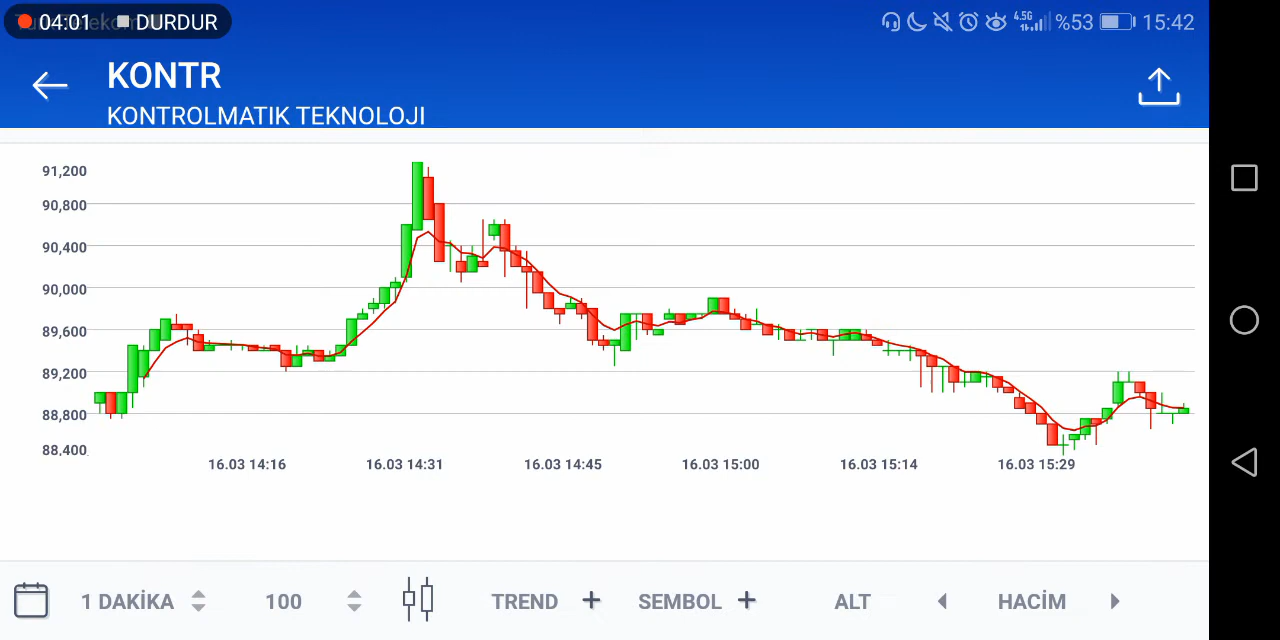 04:01 DURDUR 4.5G %53 15:42
KONTR
KONTROLMATIK TEKNOLOJI
91,200
90,800
90,400
90,000
89,600
89,200
88,800
88,400
16.03 14:16 16.03 14:31 16.03 14:45 16.03 15:00 16.03 15:14 16.03 15:29
1 DAKİKA 100 TREND + SEMBOL + ALT HACİM